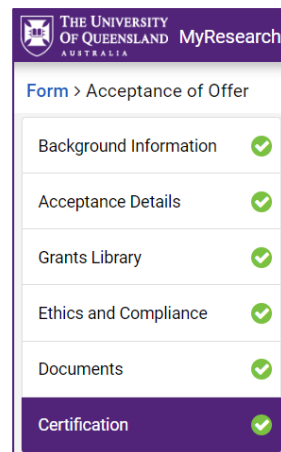 THE UNIVERSITY
OF QUEENSLAND MyResearch
AUSTRALIA
Form > Acceptance of Offer
Background Information
Acceptance Details
Grants Library
Ethics and Compliance
Documents
Certification